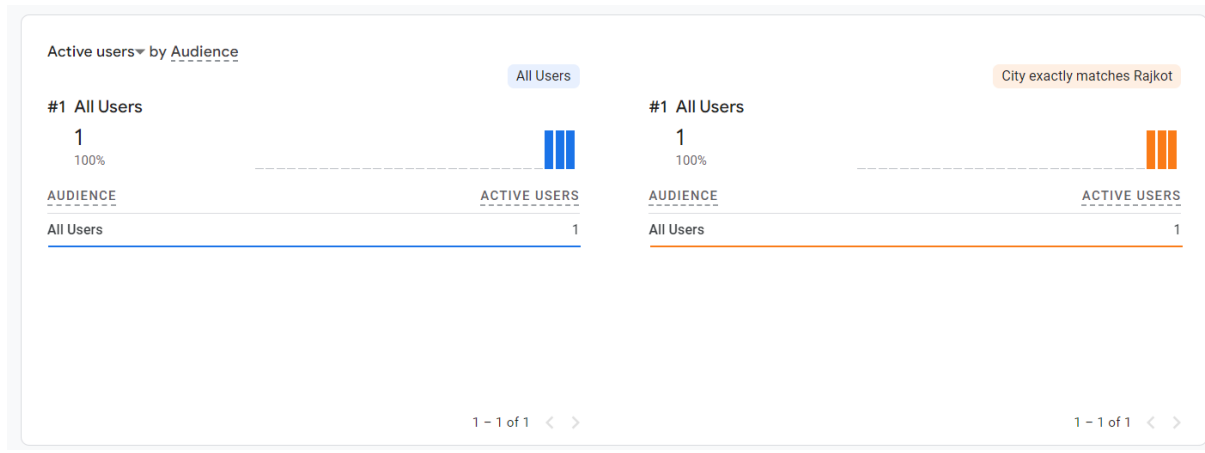 Active users by Audience
All Users
#1 All Users
1
100%
AUDIENCE ACTIVE USERS
All Users 1
1 – 1 of 1
City exactly matches Rajkot
#1 All Users
1
100%
AUDIENCE ACTIVE USERS
All Users 1
1 – 1 of 1